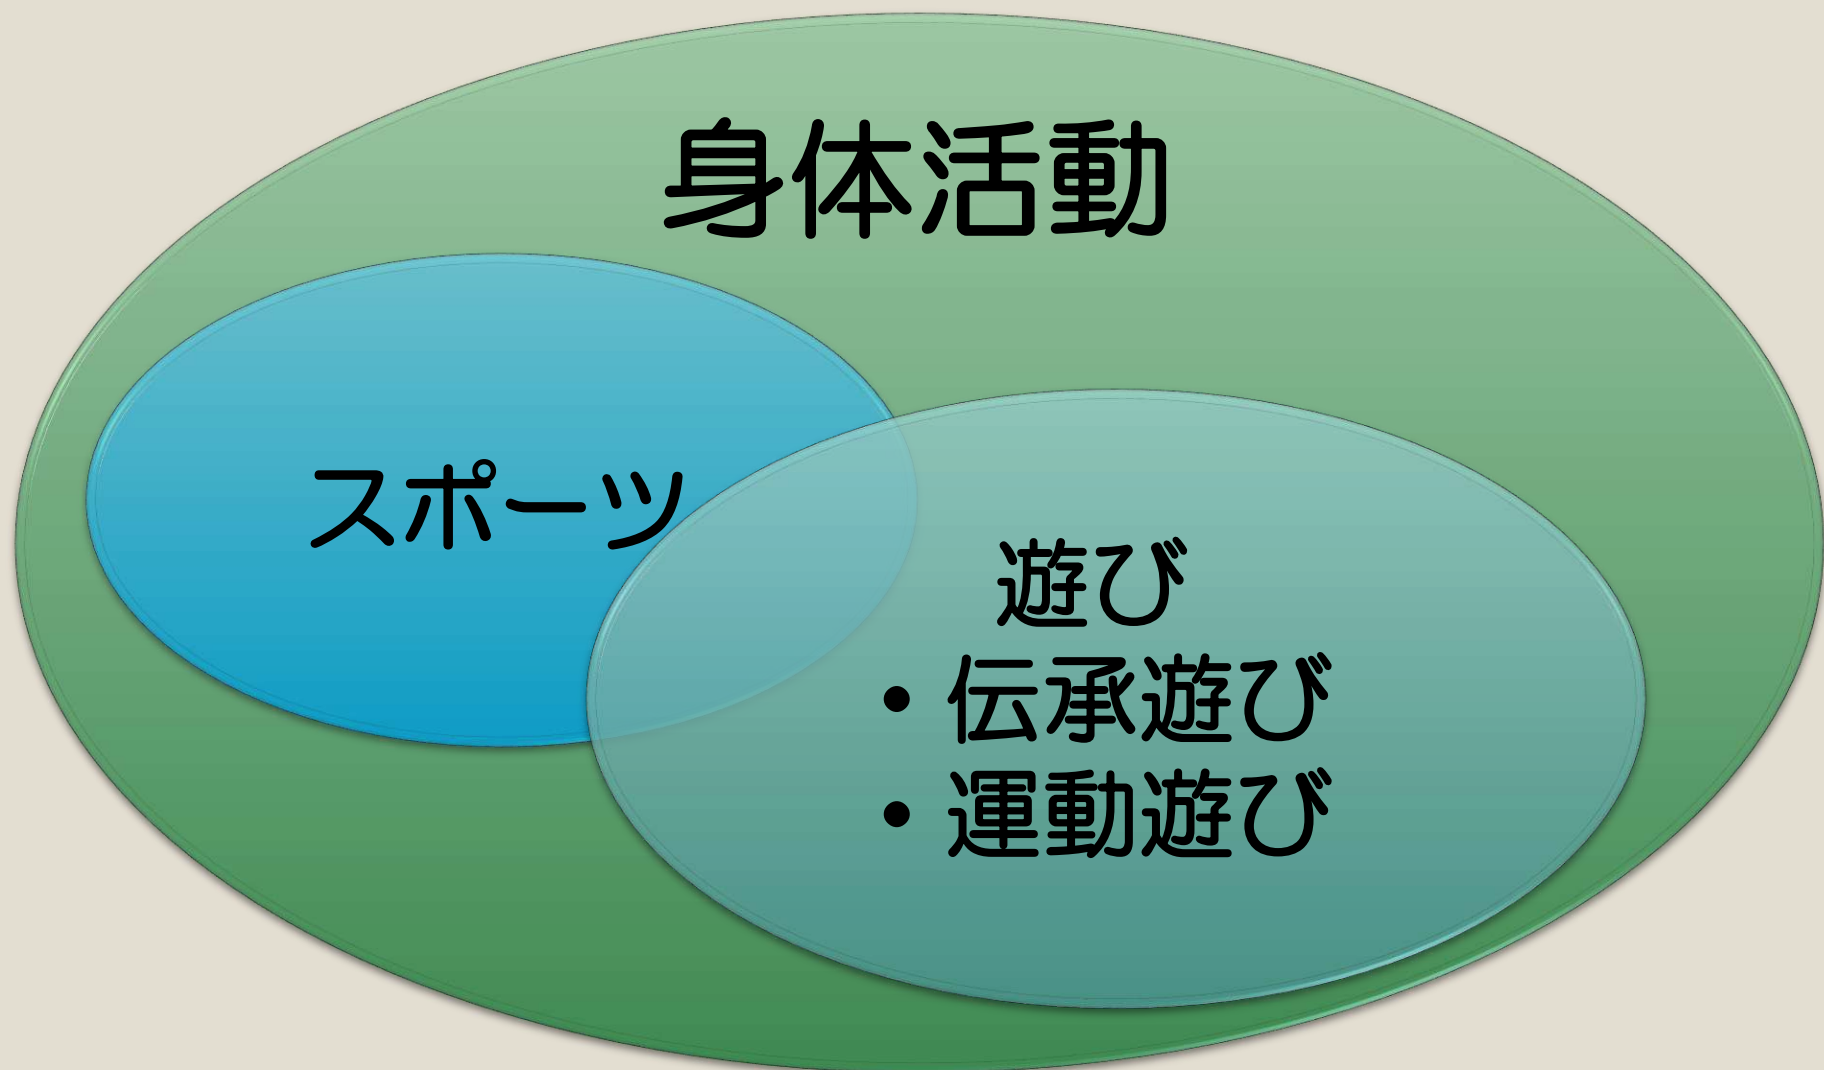 身体活動
スポーツ
遊び
• 伝承遊び
• 運動遊び